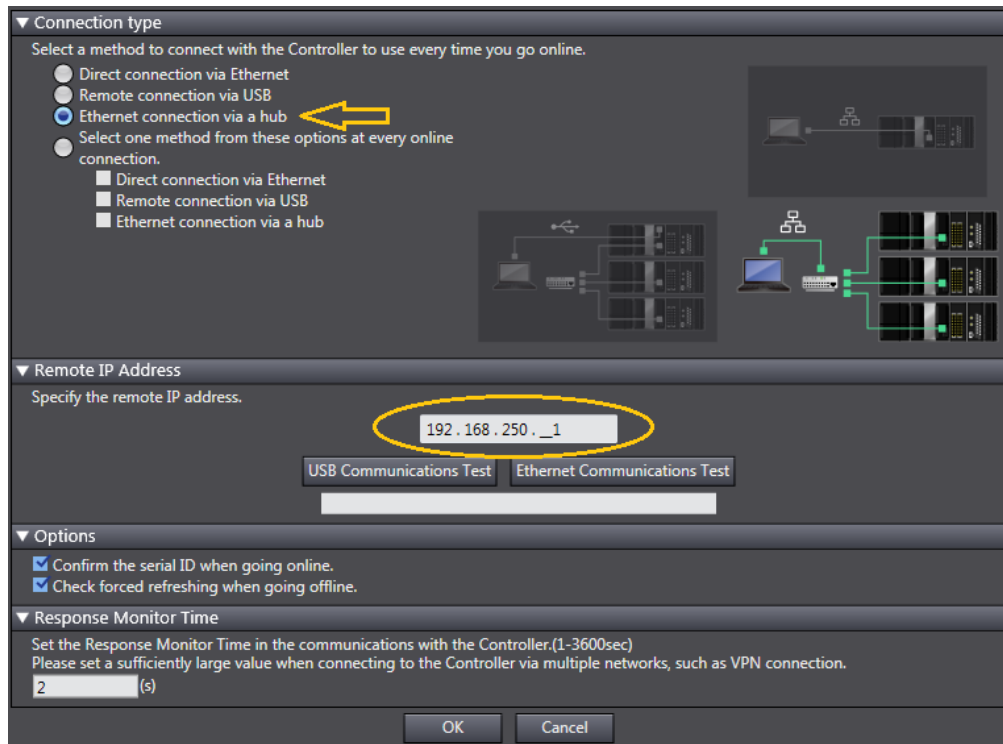 Connection type
Select a method to connect with the Controller to use every time you go online.
Direct connection via Ethernet
Remote connection via USB
Ethernet connection via a hub
Select one method from these options at every online
connection.
Direct connection via Ethernet
Remote connection via USB
Ethernet connection via a hub
Remote IP Address
Specify the remote IP address.
192 . 168 . 250 . __1
USB Communications Test Ethernet Communications Test
Options
Confirm the serial ID when going online.
Check forced refreshing when going offline.
Response Monitor Time
Set the Response Monitor Time in the communications with the Controller.(1-3600sec)
Please set a sufficiently large value when connecting to the Controller via multiple networks, such as VPN connection.
2 (s)
OK Cancel